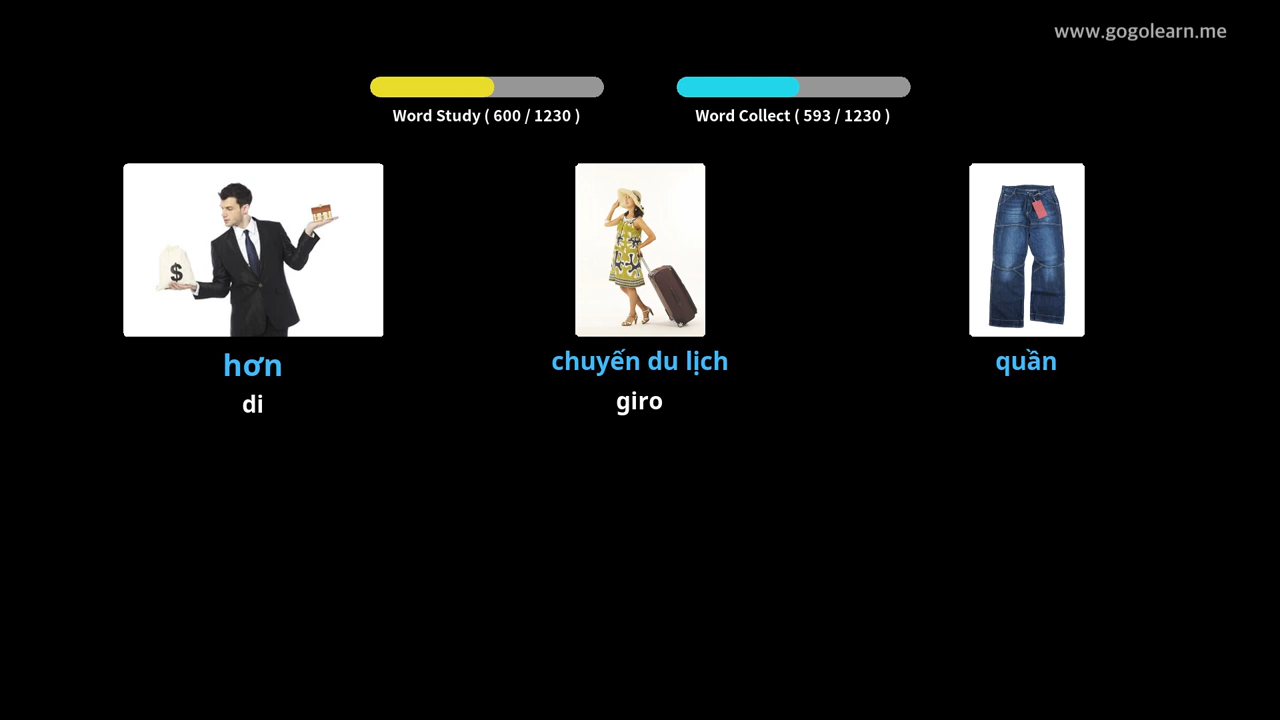 www.gogolearn.me
Word Study ( 600 / 1230 )
Word Collect ( 593 / 1230 )
$
hơn
chuyến du lịch
quần
di
giro